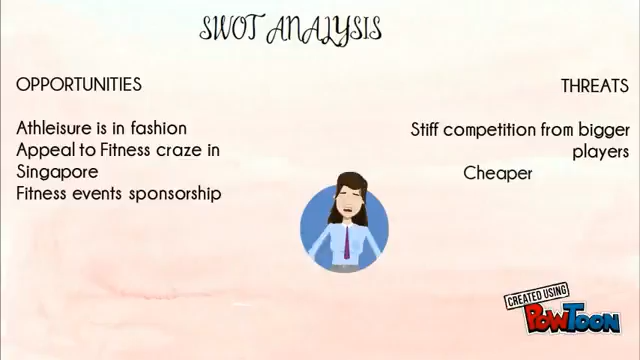 SWOT ANALYSIS
OPPORTUNITIES
Athleisure is in fashion
Appeal to Fitness craze in
Singapore
Fitness events sponsorship
THREATS
Stiff competition from bigger
players
Cheaper
CREATED USING
POWTOON